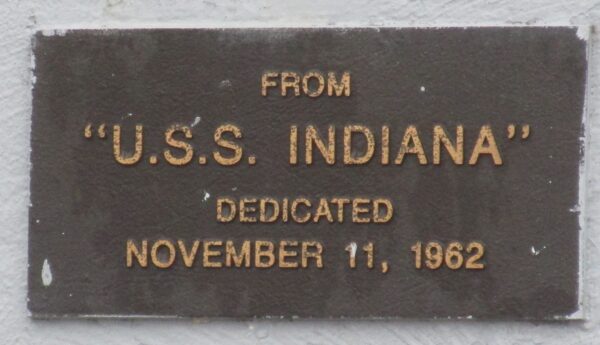 FROM
"U.S.S. INDIANA"
DEDICATED
NOVEMBER 11, 1962